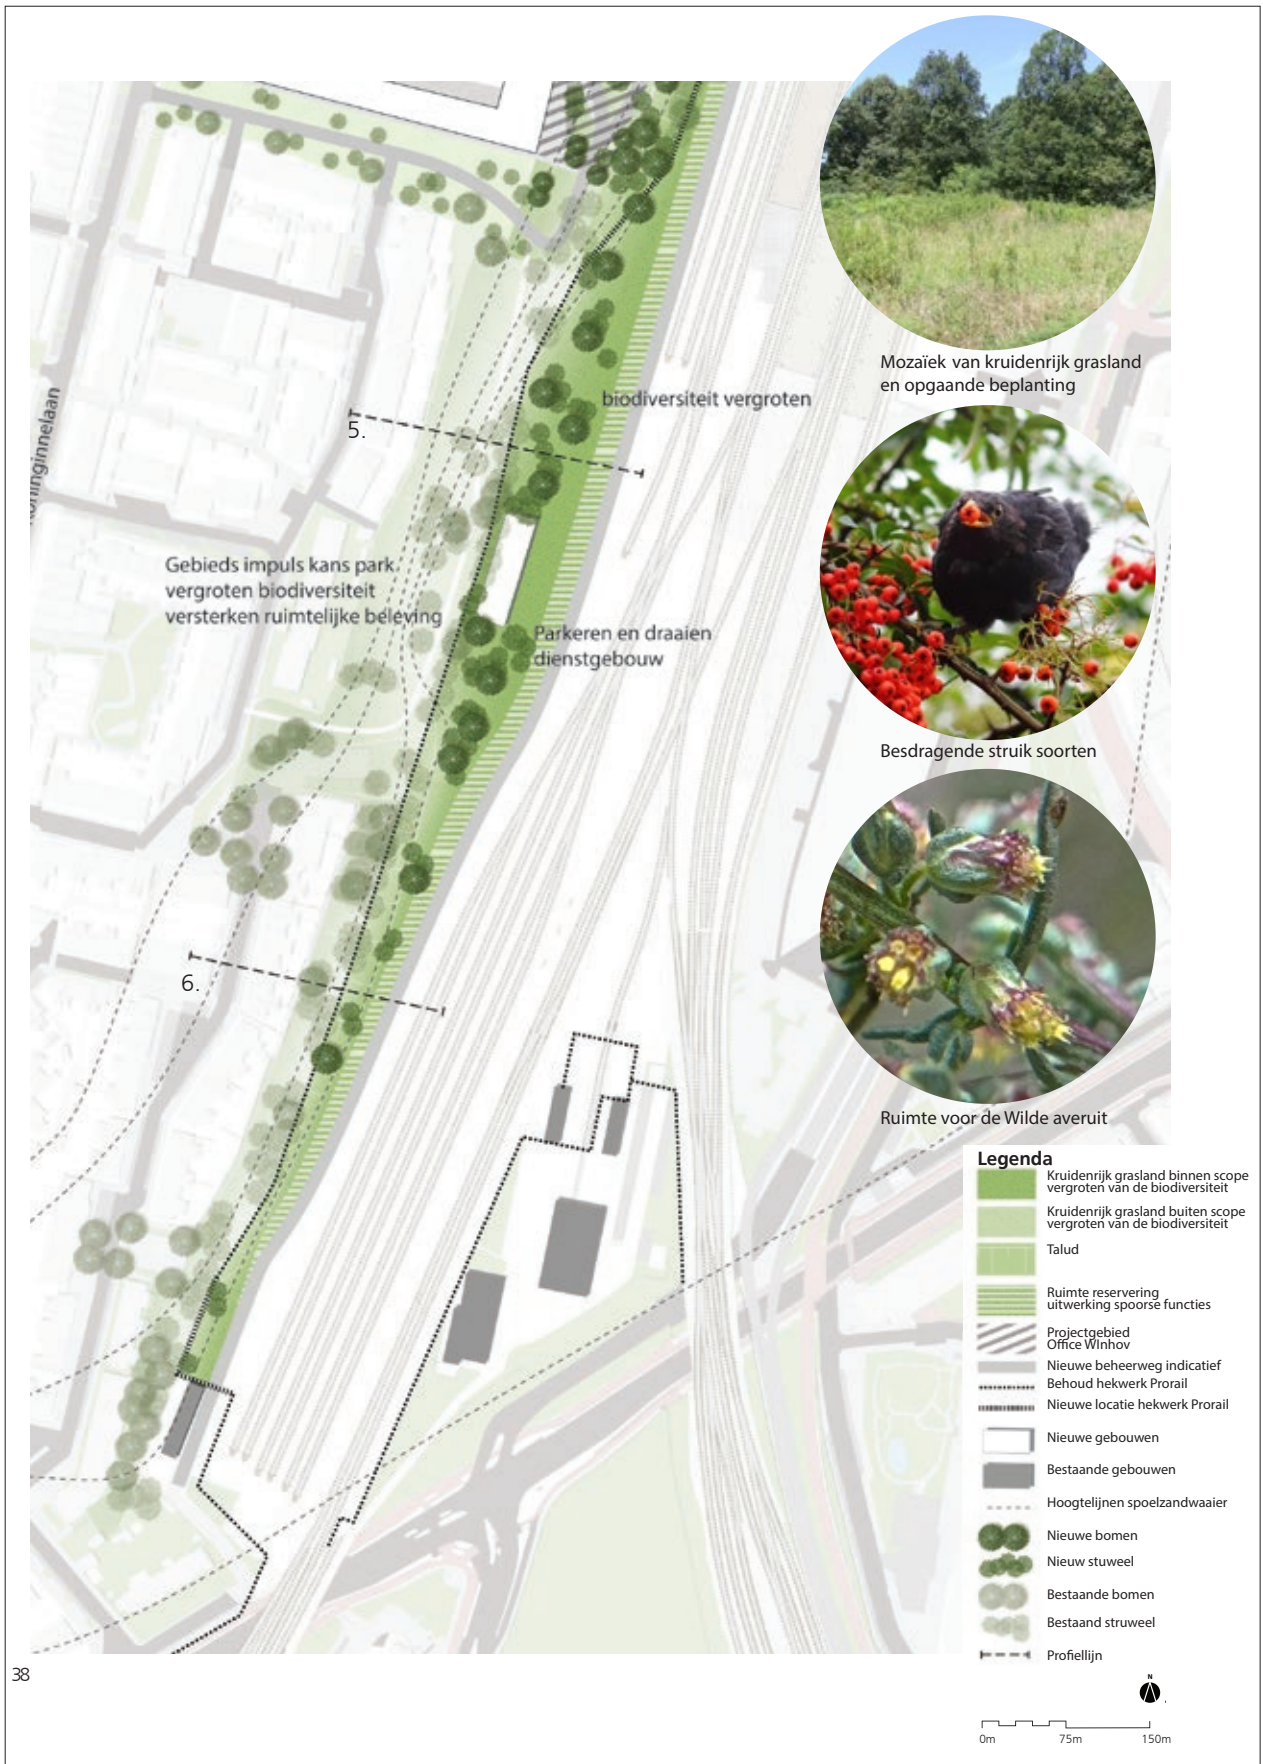 Mozaïek van kruidenrijk grasland
en opgaande beplanting
biodiversiteit vergroten
5.
Gebieds impuls kans park
vergroten biodiversiteit
versterken ruimtelijke beleving
Parkeren en draaien
dienstgebouw
Besdragende struik soorten
6.
Ruimte voor de Wilde averuit
Legenda
Kruidenrijk grasland binnen scope
vergroten van de biodiversiteit
Kruidenrijk grasland buiten scope
vergroten van de biodiversiteit
Talud
Ruimte reservering
uitwerking spoorse functies
Projectgebied
Office WInhov
Nieuwe beheerweg indicatief
Behoud hekwerk Prorail
Nieuwe locatie hekwerk Prorail
Nieuwe gebouwen
Bestaande gebouwen
Hoogtelijnen spoelzandwaaier
Nieuwe bomen
Nieuw stuweel
Bestaande bomen
Bestaand struweel
Profiellijn
38
N
0m 75m 150m